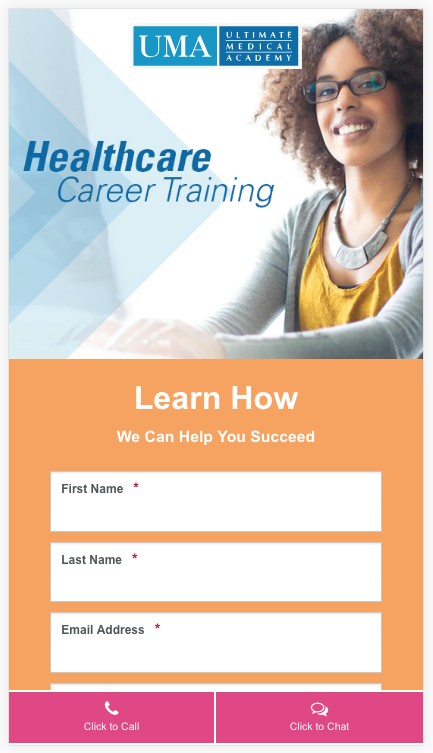 UMA
ULTIMATE
MEDICAL
ACADEMY
Healthcare
Career Training
Learn How
We Can Help You Succeed
First Name *
Last Name *
Email Address *
Click to Call
Click to Chat